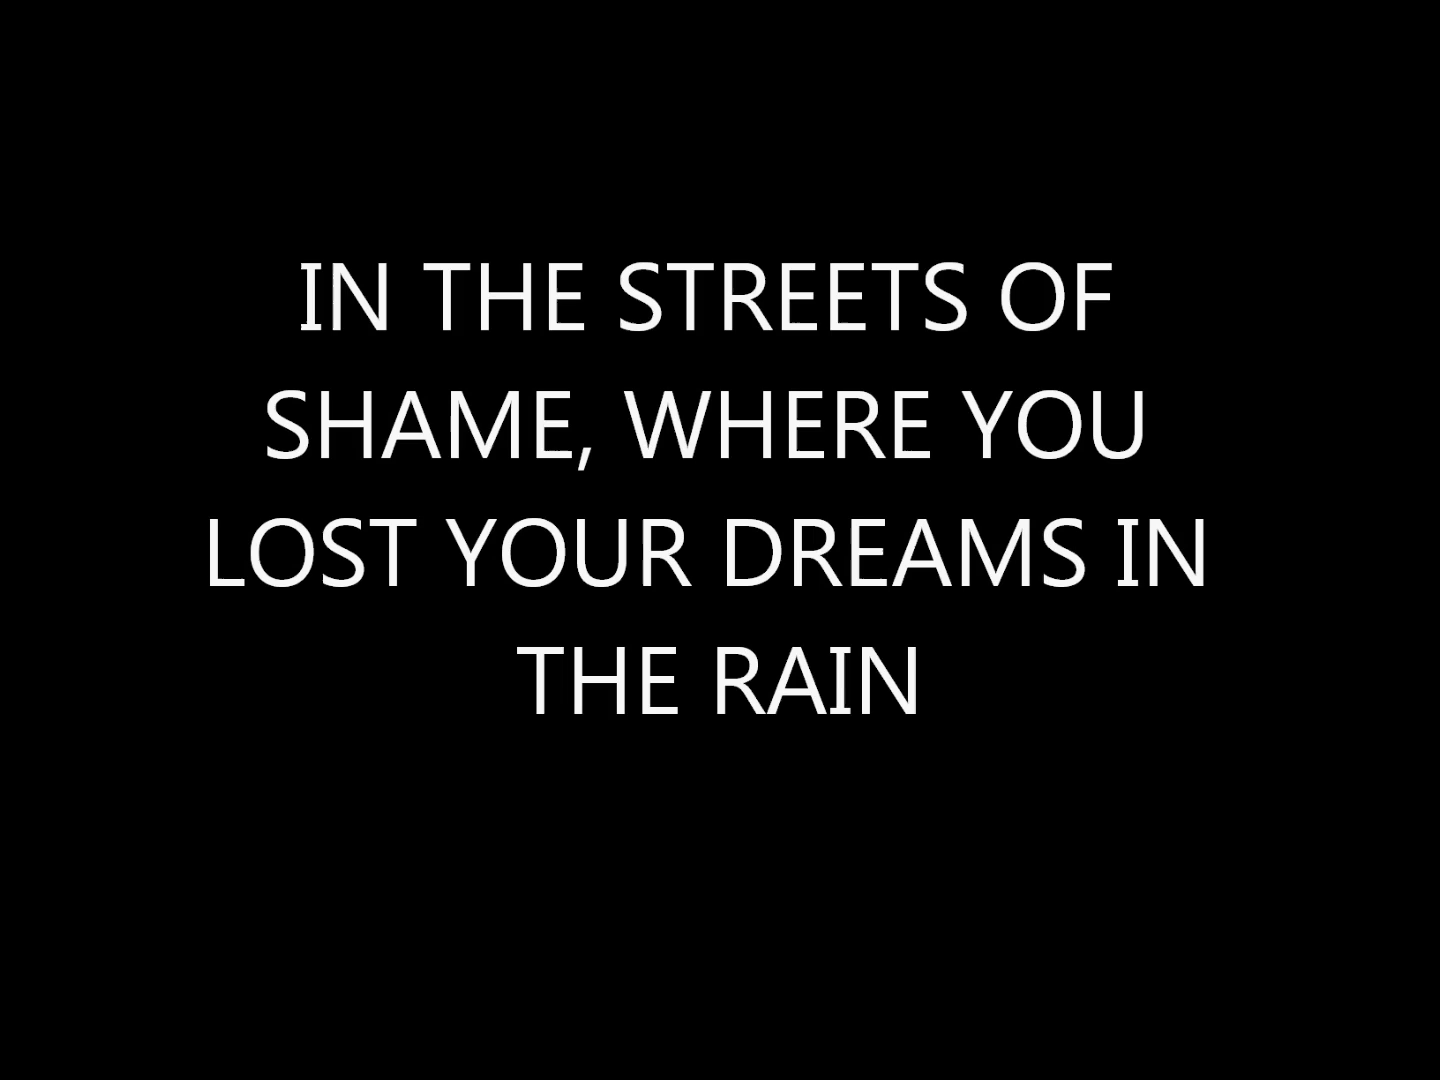 IN THE STREETS OF
SHAME, WHERE YOU
LOST YOUR DREAMS IN
THE RAIN